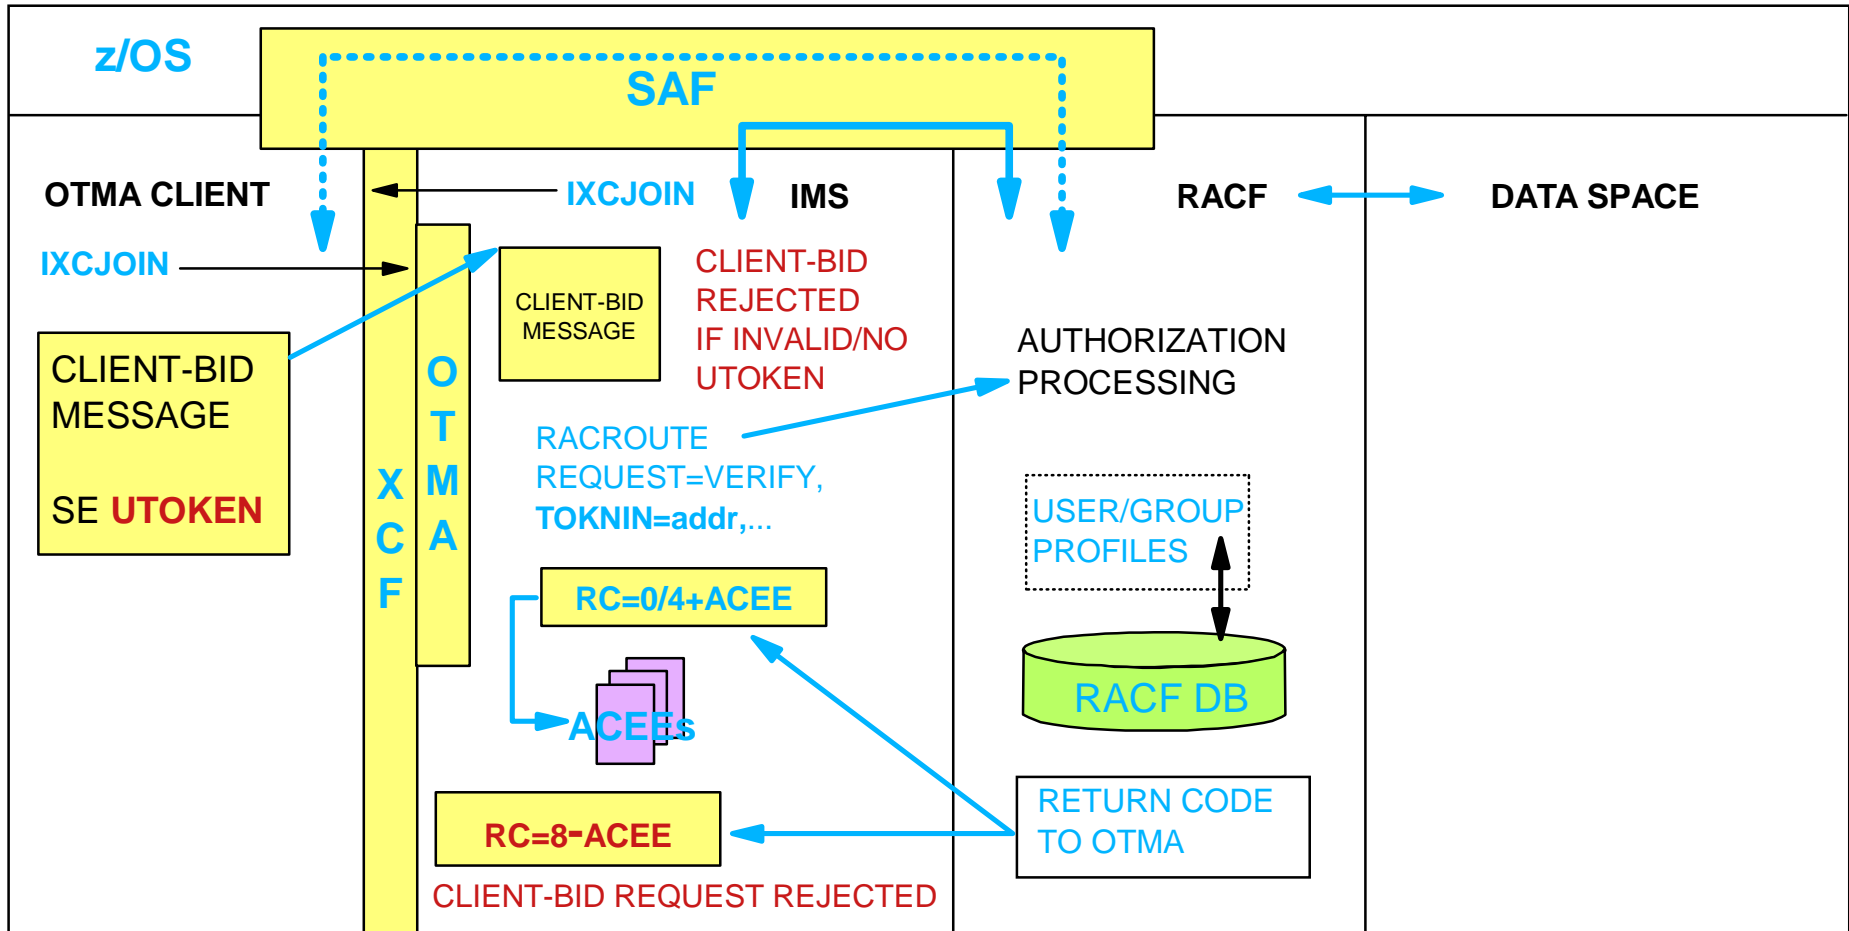 z/OS
SAF
OTMA CLIENT
IXCJOIN
IMS
RACF
DATA SPACE
IXCJOIN
CLIENT-BID
MESSAGE
SE UTOKEN
XCF
OTMA
CLIENT-BID
MESSAGE
CLIENT-BID
REJECTED
IF INVALID/NO
UTOKEN
RACROUTE
REQUEST=VERIFY,
TOKNIN=addr,...
AUTHORIZATION
PROCESSING
USER/GROUP
PROFILES
RC=0/4+ACEE
ACEEs
RACF DB
RC=8-ACEE
CLIENT-BID REQUEST REJECTED
RETURN CODE
TO OTMA